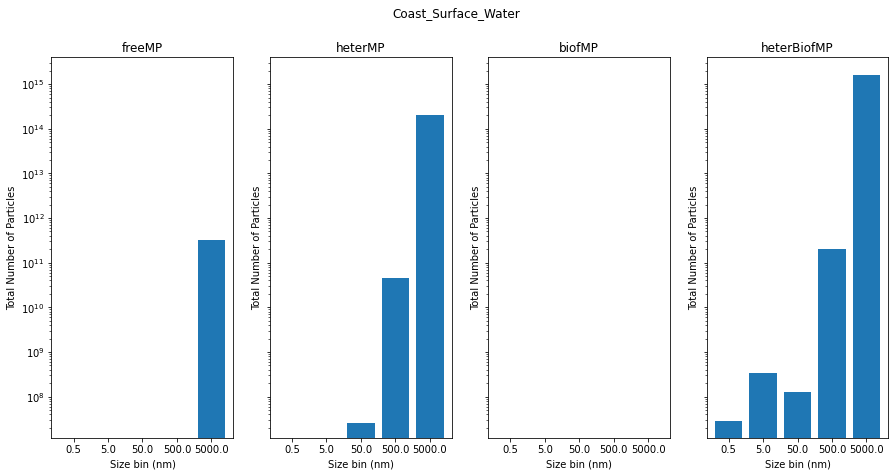 Coast_Surface_Water
freeMP
heterMP
biofMP
heterBiofMP
Total Number of Particles
10^15
10^14
10^13
10^12
10^11
10^10
10^9
10^8
0.5 5.0 50.0 500.0 5000.0
Size bin (nm)
Total Number of Particles
0.5 5.0 50.0 500.0 5000.0
Size bin (nm)
Total Number of Particles
0.5 5.0 50.0 500.0 5000.0
Size bin (nm)
Total Number of Particles
0.5 5.0 50.0 500.0 5000.0
Size bin (nm)